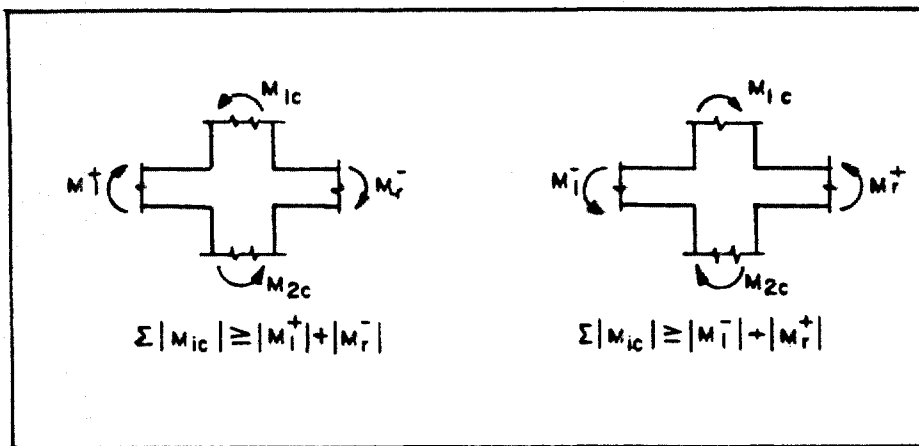 M1c M1c
M l + M r - M l - M r +
M2c M2c
Σ|Mic| ≥ |M l +| + |M r -| Σ|Mic| ≥ |M l -| + |M r +|